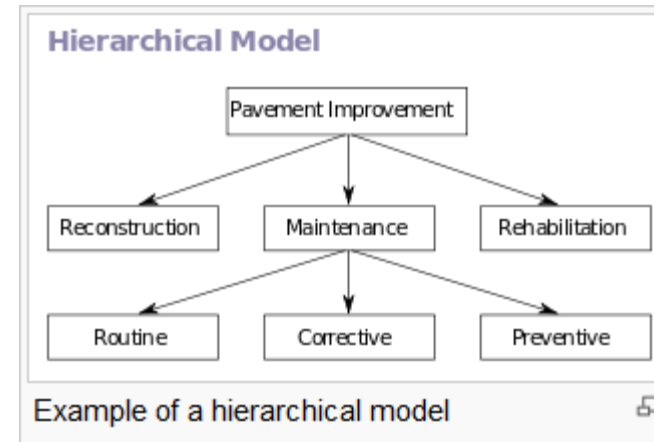 Hierarchical Model
Pavement Improvement
Reconstruction Maintenance Rehabilitation
Routine Corrective Preventive
Example of a hierarchical model